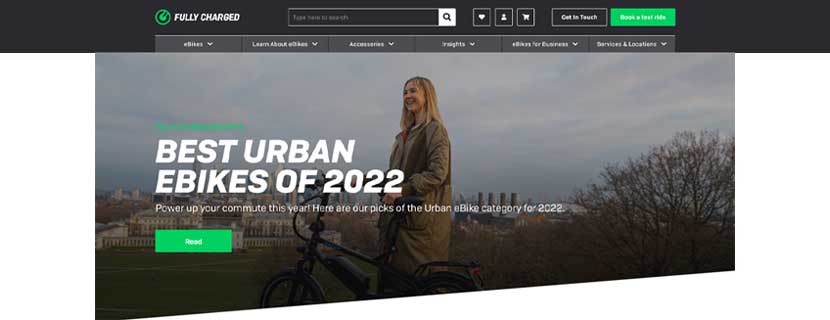 FULLY CHARGED
Type here to search
Get In Touch
Book a test ride
eBikes
Learn About eBikes
Accessories
Insights
eBikes for Business
Services & Locations
BEST URBAN
EBIKES OF 2022
Power up your commute this year! Here are our picks of the Urban eBike category for 2022.
Read